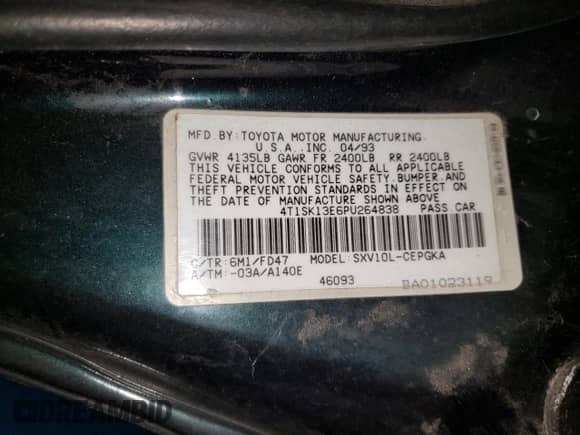 MFD.BY:TOYOTA MOTOR MANUFACTURING,
U.S.A.,INC. 04/93
GVWR 4135LB GAWR FR 2400LB RR 2400LB
THIS VEHICLE CONFORMS TO ALL APPLICABLE
FEDERAL MOTOR VEHICLE SAFETY,BUMPER,AND
THEFT PREVENTION STANDARDS IN EFFECT ON
THE DATE OF MANUFACTURE SHOWN ABOVE.
4T1SK13E6PU264838 PASS CAR
C/TR:6M1/FD47 MODEL:SXV10L-CEPGKA
A/TM:-03A/A140E
46093 BA01023119
DREAMBID